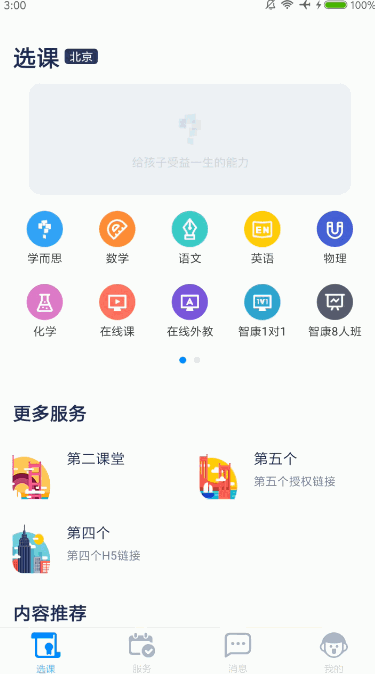 3:00
100%
选课 北京
给孩子受益一生的能力
学而思 数学 语文 英语 物理
EN
化学 在线课 在线外教 智康1对1 智康8人班
A
1V1
更多服务
第二课堂
第五个
第五个授权链接
第四个
第四个H5链接
内容推荐
选课 服务 消息 我的